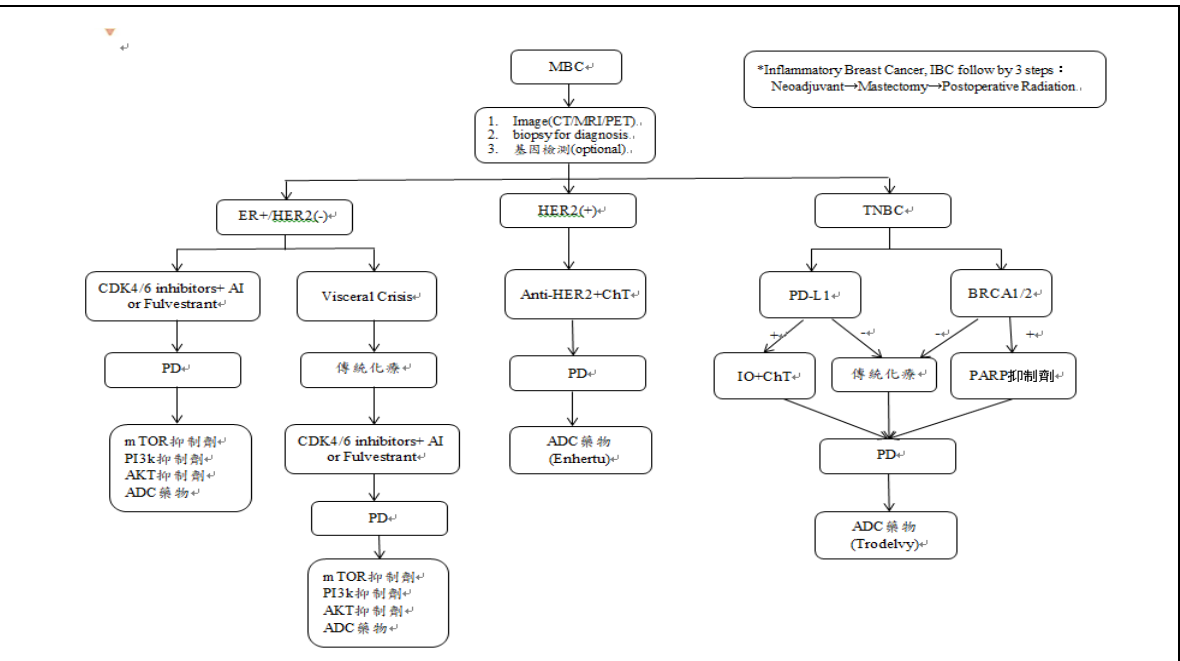 MBC↵
*Inflammatory Breast Cancer, IBC follow by 3 steps：
Neoadjuvant→Mastectomy→Postoperative Radiation.
1. Image(CT/MRI/PET).
2. biopsy for diagnosis.
3. 基因檢測(optional).
ER+/HER2(-)↵
HER2(+)↵
TNBC↵
CDK4/6 inhibitors+ AI
or Fulvestrant↵
Visceral Crisis↵
Anti-HER2+ChT↵
PD-L1↵
BRCA1/2↵
+↵
-↵
-↵
+↵
PD↵
傳統化療↵
PD↵
IO+ChT↵
傳統化療↵
PARP抑制劑↵
mTOR抑制劑↵
PI3k抑制劑↵
AKT抑制劑↵
ADC藥物↵
CDK4/6 inhibitors+ AI
or Fulvestrant↵
ADC藥物
(Enhertu)↵
PD↵
PD↵
ADC藥物
(Trodelvy)↵
mTOR抑制劑↵
PI3k抑制劑↵
AKT抑制劑↵
ADC藥物↵